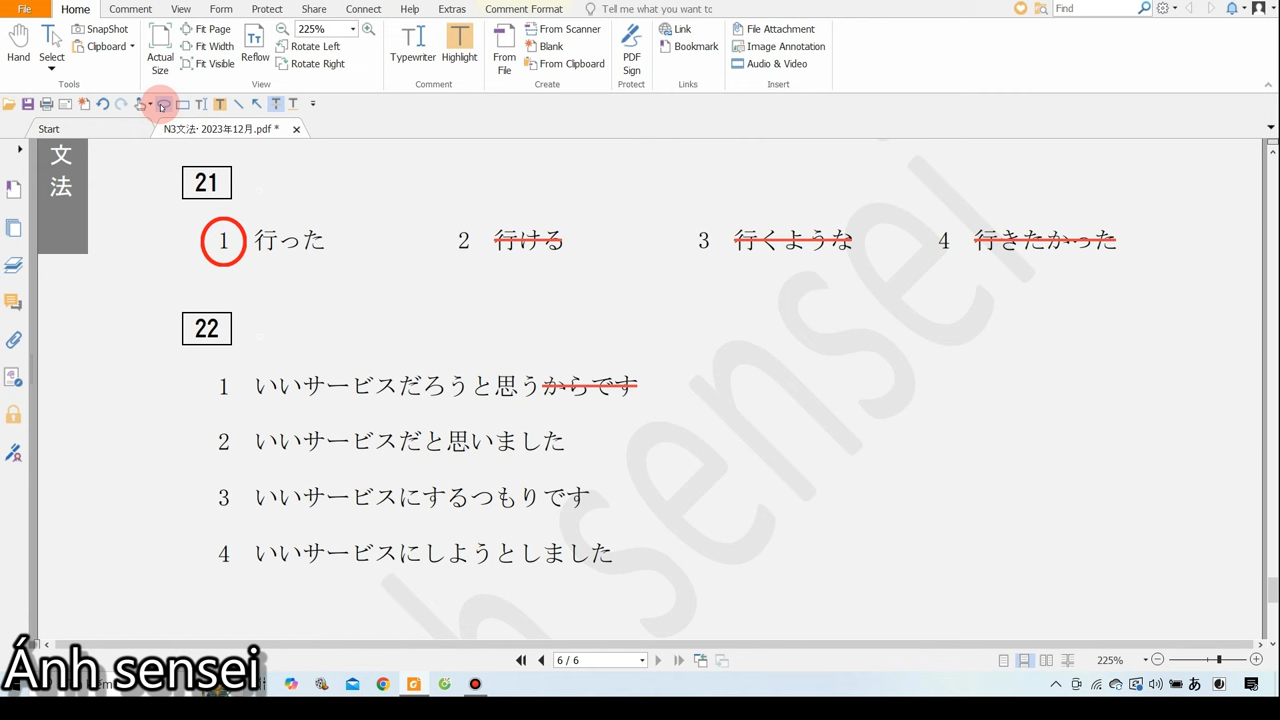 File Home Comment View Form Protect Share Connect Help Extras Comment Format Tell me what you want to Find
Hand Select SnapShot Clipboard Actual Size Fit Page Fit Width Fit Visible Reflow 225% Rotate Left Rotate Right Typewriter Highlight From File From Scanner Blank From Clipboard PDF Sign Link Bookmark File Attachment Image Annotation Audio & Video
Tools View Comment Create Protect Links Insert
Start N3文法· 2023年12月.pdf *
文
法
21
1 行った 2 行ける 3 行くような 4 行きたかった
22
1 いいサービスだろうと思うからです
2 いいサービスだと思いました
3 いいサービスにするつもりです
4 いいサービスにしようとしました
sensei
h sensei
6 / 6 225%
Ánh sensei